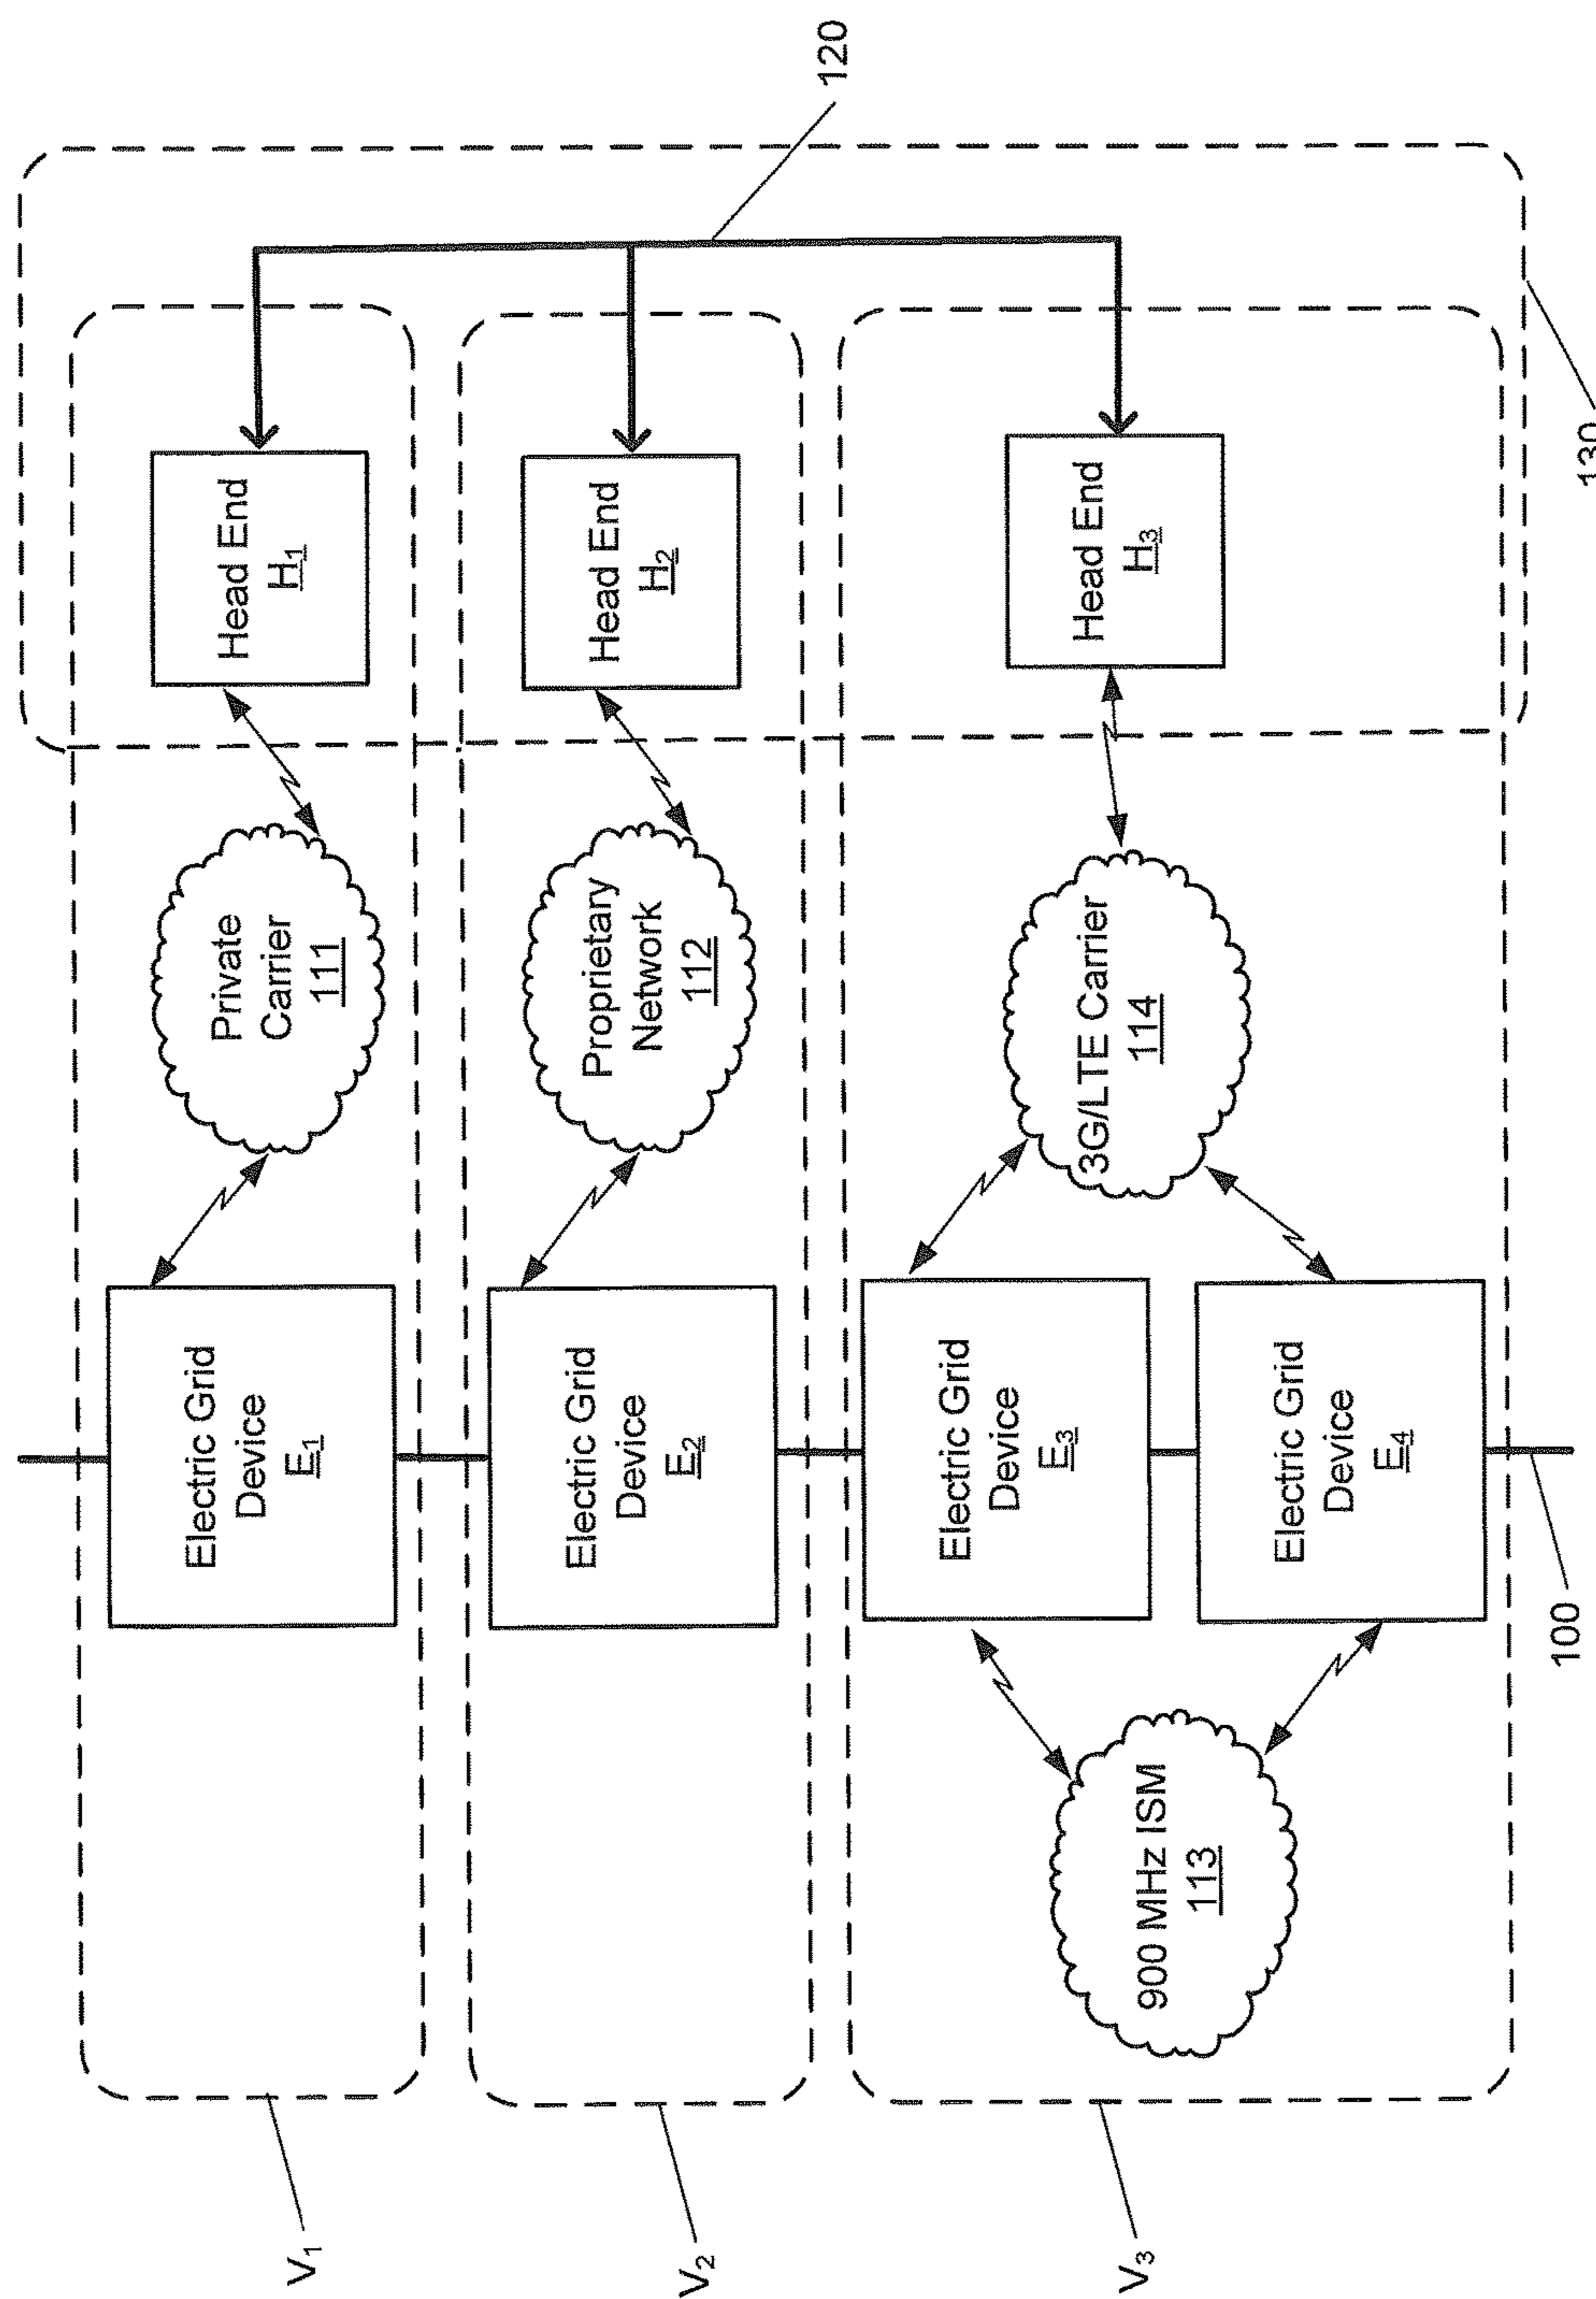 V1
V2
V3
Electric Grid
Device
E1
Electric Grid
Device
E2
Electric Grid
Device
E3
Electric Grid
Device
E4
900 MHz ISM
113
100
Private
Carrier
111
Proprietary
Network
112
3G/LTE Carrier
114
Head End
H1
Head End
H2
Head End
H3
120
130